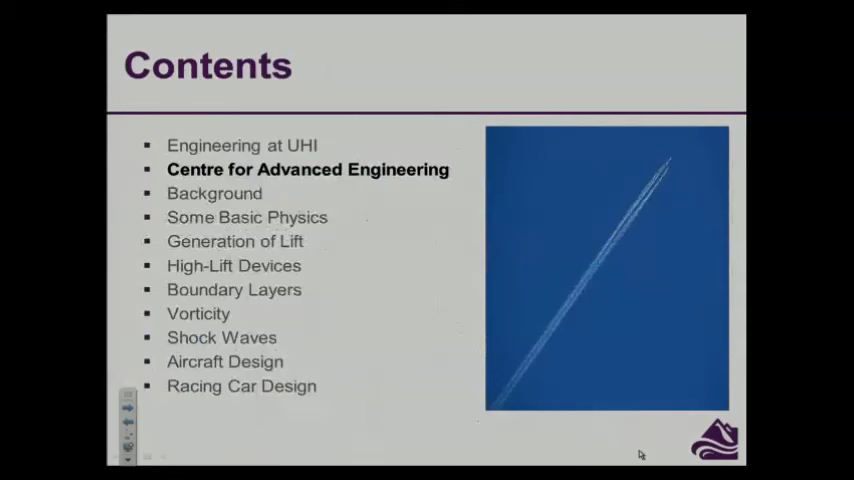 Contents
Engineering at UHI
Centre for Advanced Engineering
Background
Some Basic Physics
Generation of Lift
High-Lift Devices
Boundary Layers
Vorticity
Shock Waves
Aircraft Design
Racing Car Design